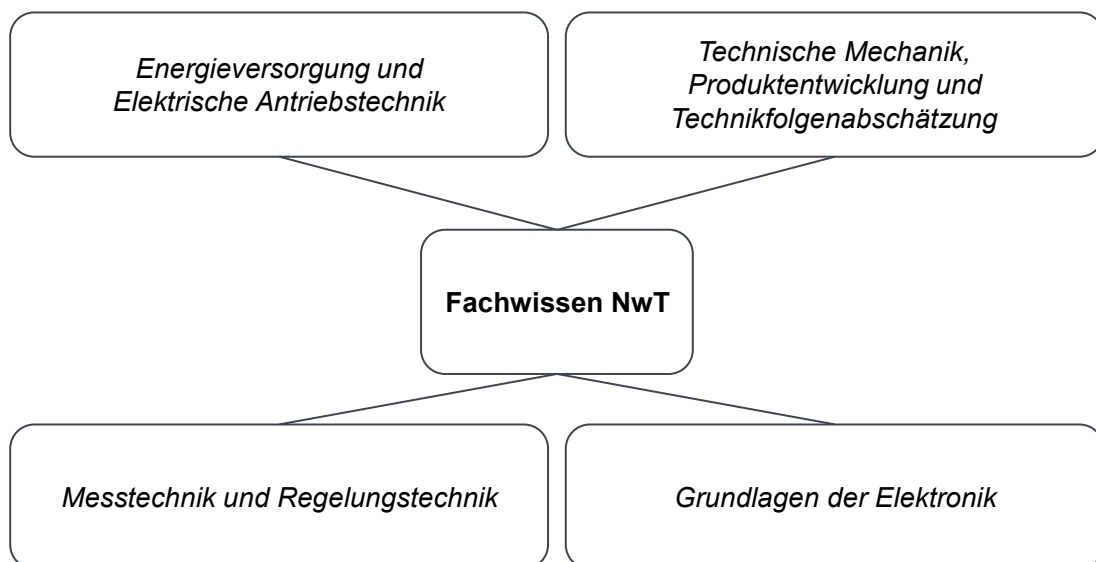 Energieversorgung und
Elektrische Antriebstechnik
Technische Mechanik,
Produktentwicklung und
Technikfolgenabschätzung
Fachwissen NwT
Messtechnik und Regelungstechnik
Grundlagen der Elektronik